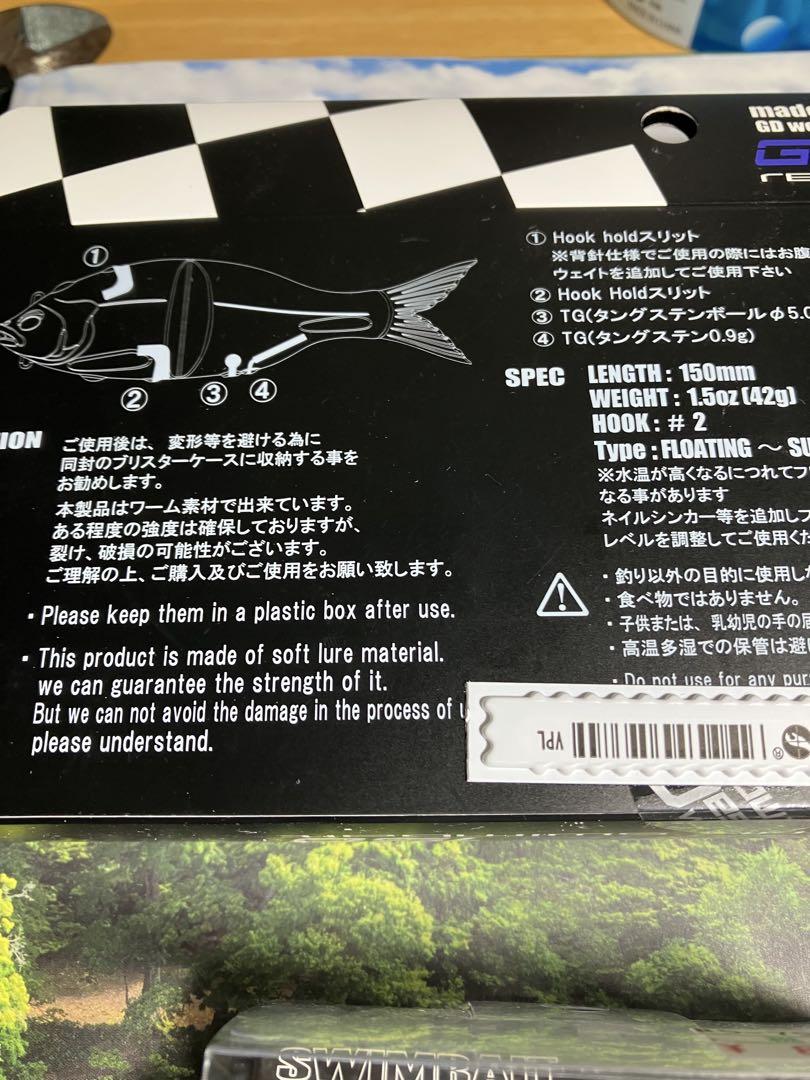 made
GD wo
G
re
① Hook holdスリット
※背針仕様でご使用の際にはお腹
ウェイトを追加してご使用下さい
② Hook Holdスリット
③ TG(タングステンボールφ5.0
④ TG(タングステン0.9g)
①
②
③
④
SPEC
LENGTH : 150mm
WEIGHT : 1.5oz (42g)
HOOK : # 2
Type : FLOATING ～ SU
※水温が高くなるにつれてフ
なる事があります
ネイルシンカー等を追加しフ
レベルを調整してご使用くだ
ION
ご使用後は、変形等を避ける為に
同封のブリスターケースに収納する事を
お勧めします。
本製品はワーム素材で出来ています。
ある程度の強度は確保しておりますが、
裂け、破損の可能性がございます。
ご理解の上、ご購入及びご使用をお願い致します。
・Please keep them in a plastic box after use.
・This product is made of soft lure material.
we can guarantee the strength of it.
But we can not avoid the damage in the process of u
please understand.
・釣り以外の目的に使用した
・食べ物ではありません。
・子供または、乳幼児の手の届
・高温多湿での保管は避け
・Do not use for any purp
VPL
SWIMBAIT